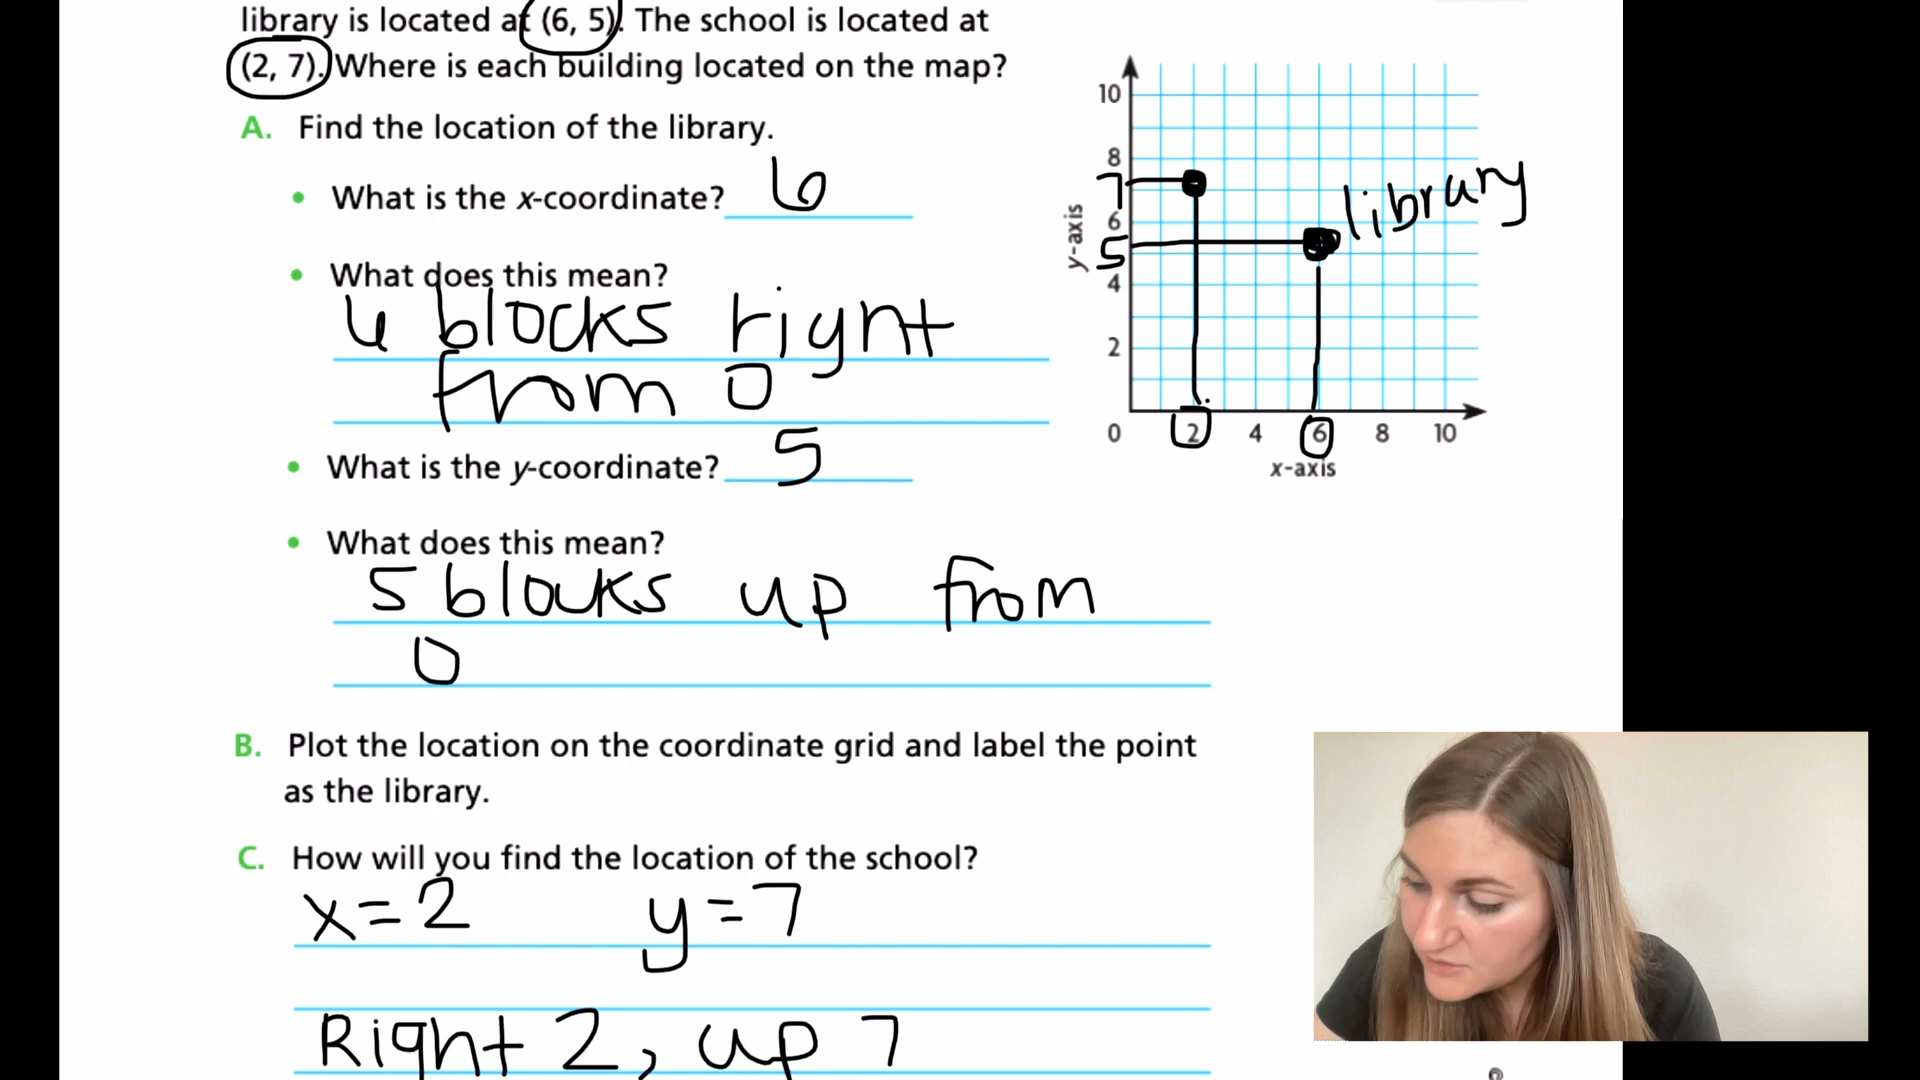 library is located at (6, 5). The school is located at
(2, 7). Where is each building located on the map?
A. Find the location of the library.
• What is the x-coordinate? 6
• What does this mean?
6 blocks right
from 0
• What is the y-coordinate? 5
• What does this mean?
5 blocks up from
0
B. Plot the location on the coordinate grid and label the point
as the library.
C. How will you find the location of the school?
x=2 y=7
Right 2, up 7
10
8
7
6
5
4
2
y-axis
library
0 2 4 6 8 10
x-axis